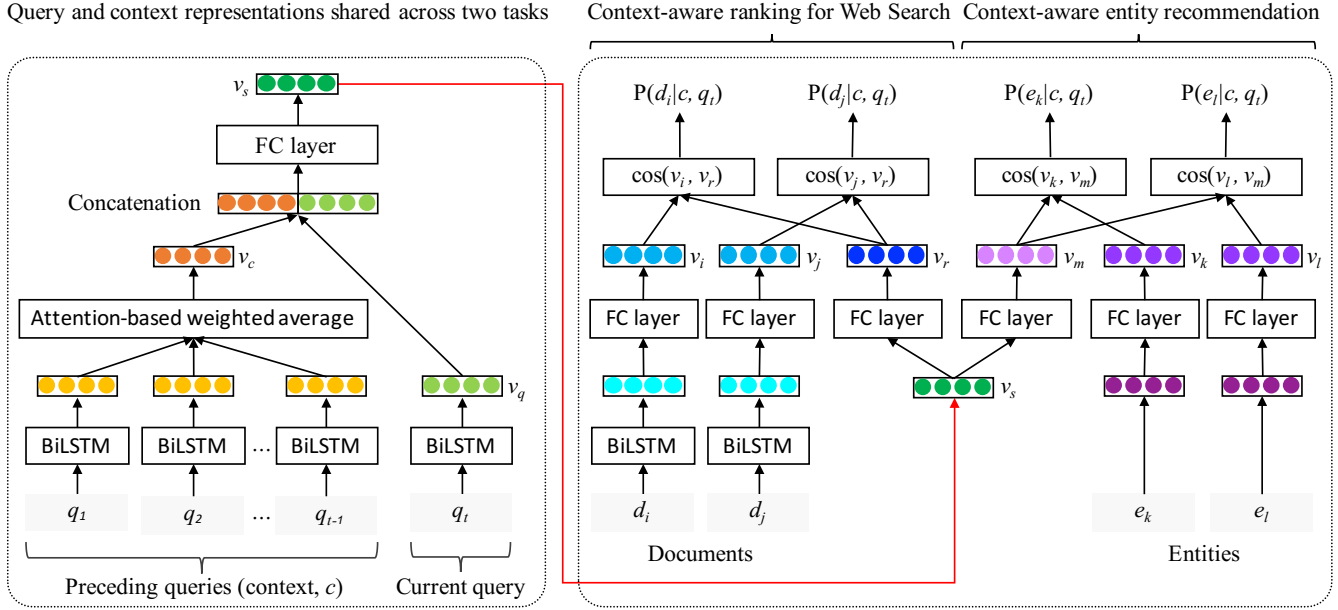 Query and context representations shared across two tasks
Context-aware ranking for Web Search
Context-aware entity recommendation
v_s
FC layer
Concatenation
v_c
Attention-based weighted average
v_q
BiLSTM
BiLSTM
...
BiLSTM
BiLSTM
q_1
q_2
...
q_{t-1}
q_t
Preceding queries (context, c)
Current query
P(d_i|c, q_t)
P(d_j|c, q_t)
P(e_k|c, q_t)
P(e_l|c, q_t)
cos(v_i , v_r)
cos(v_j , v_r)
cos(v_k , v_m)
cos(v_l , v_m)
v_i
v_j
v_r
v_m
v_k
v_l
FC layer
FC layer
FC layer
FC layer
FC layer
FC layer
v_s
BiLSTM
BiLSTM
d_i
d_j
e_k
e_l
Documents
Entities